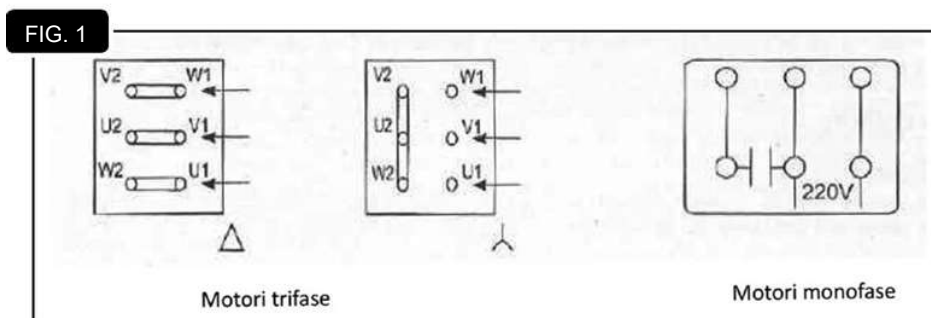 FIG. 1
V2 W1
U2 V1
W2 U1
V2 W1
U2 V1
W2 U1
220V
Motori trifase
Motori monofase